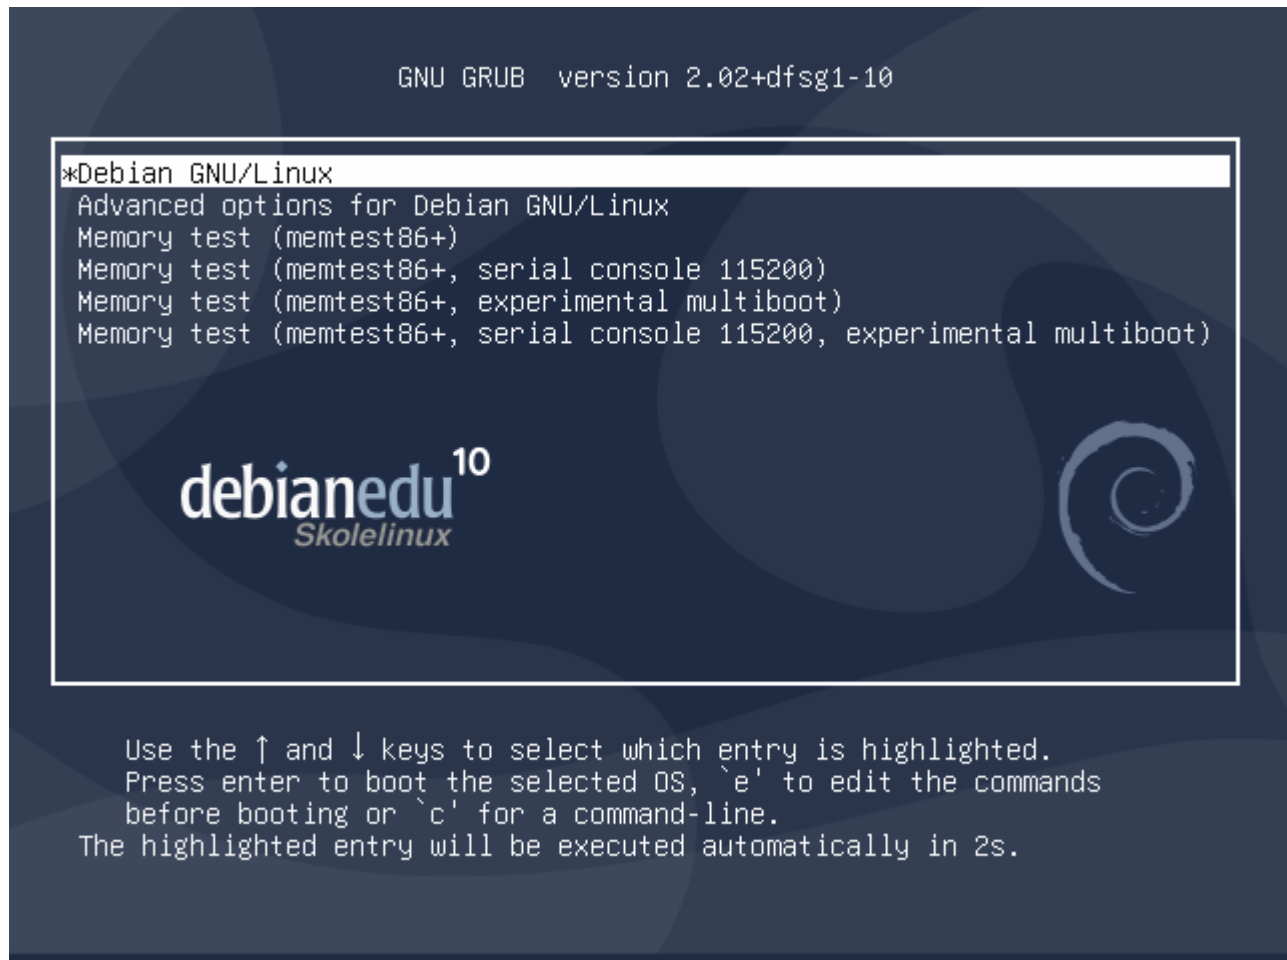 GNU GRUB  version 2.02+dfsg1-10
*Debian GNU/Linux
Advanced options for Debian GNU/Linux
Memory test (memtest86+)
Memory test (memtest86+, serial console 115200)
Memory test (memtest86+, experimental multiboot)
Memory test (memtest86+, serial console 115200, experimental multiboot)
debianedu 10
Skolelinux
Use the ↑ and ↓ keys to select which entry is highlighted.
Press enter to boot the selected OS, `e' to edit the commands
before booting or `c' for a command-line.
The highlighted entry will be executed automatically in 2s.